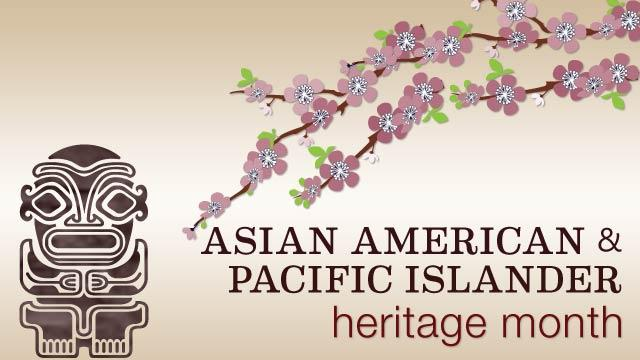 ASIAN AMERICAN &
PACIFIC ISLANDER
heritage month